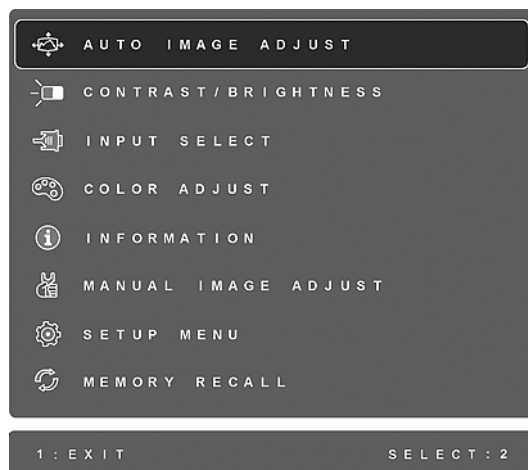 AUTO IMAGE ADJUST
CONTRAST/BRIGHTNESS
INPUT SELECT
COLOR ADJUST
INFORMATION
MANUAL IMAGE ADJUST
SETUP MENU
MEMORY RECALL
1:EXIT SELECT:2